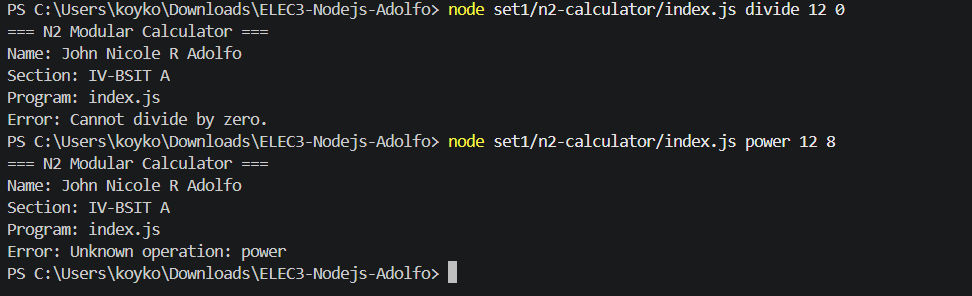 PS C:\Users\koyko\Downloads\ELEC3-Nodejs-Adolfo> node set1/n2-calculator/index.js divide 12 0
=== N2 Modular Calculator ===
Name: John Nicole R Adolfo
Section: IV-BSIT A
Program: index.js
Error: Cannot divide by zero.
PS C:\Users\koyko\Downloads\ELEC3-Nodejs-Adolfo> node set1/n2-calculator/index.js power 12 8
=== N2 Modular Calculator ===
Name: John Nicole R Adolfo
Section: IV-BSIT A
Program: index.js
Error: Unknown operation: power
PS C:\Users\koyko\Downloads\ELEC3-Nodejs-Adolfo>